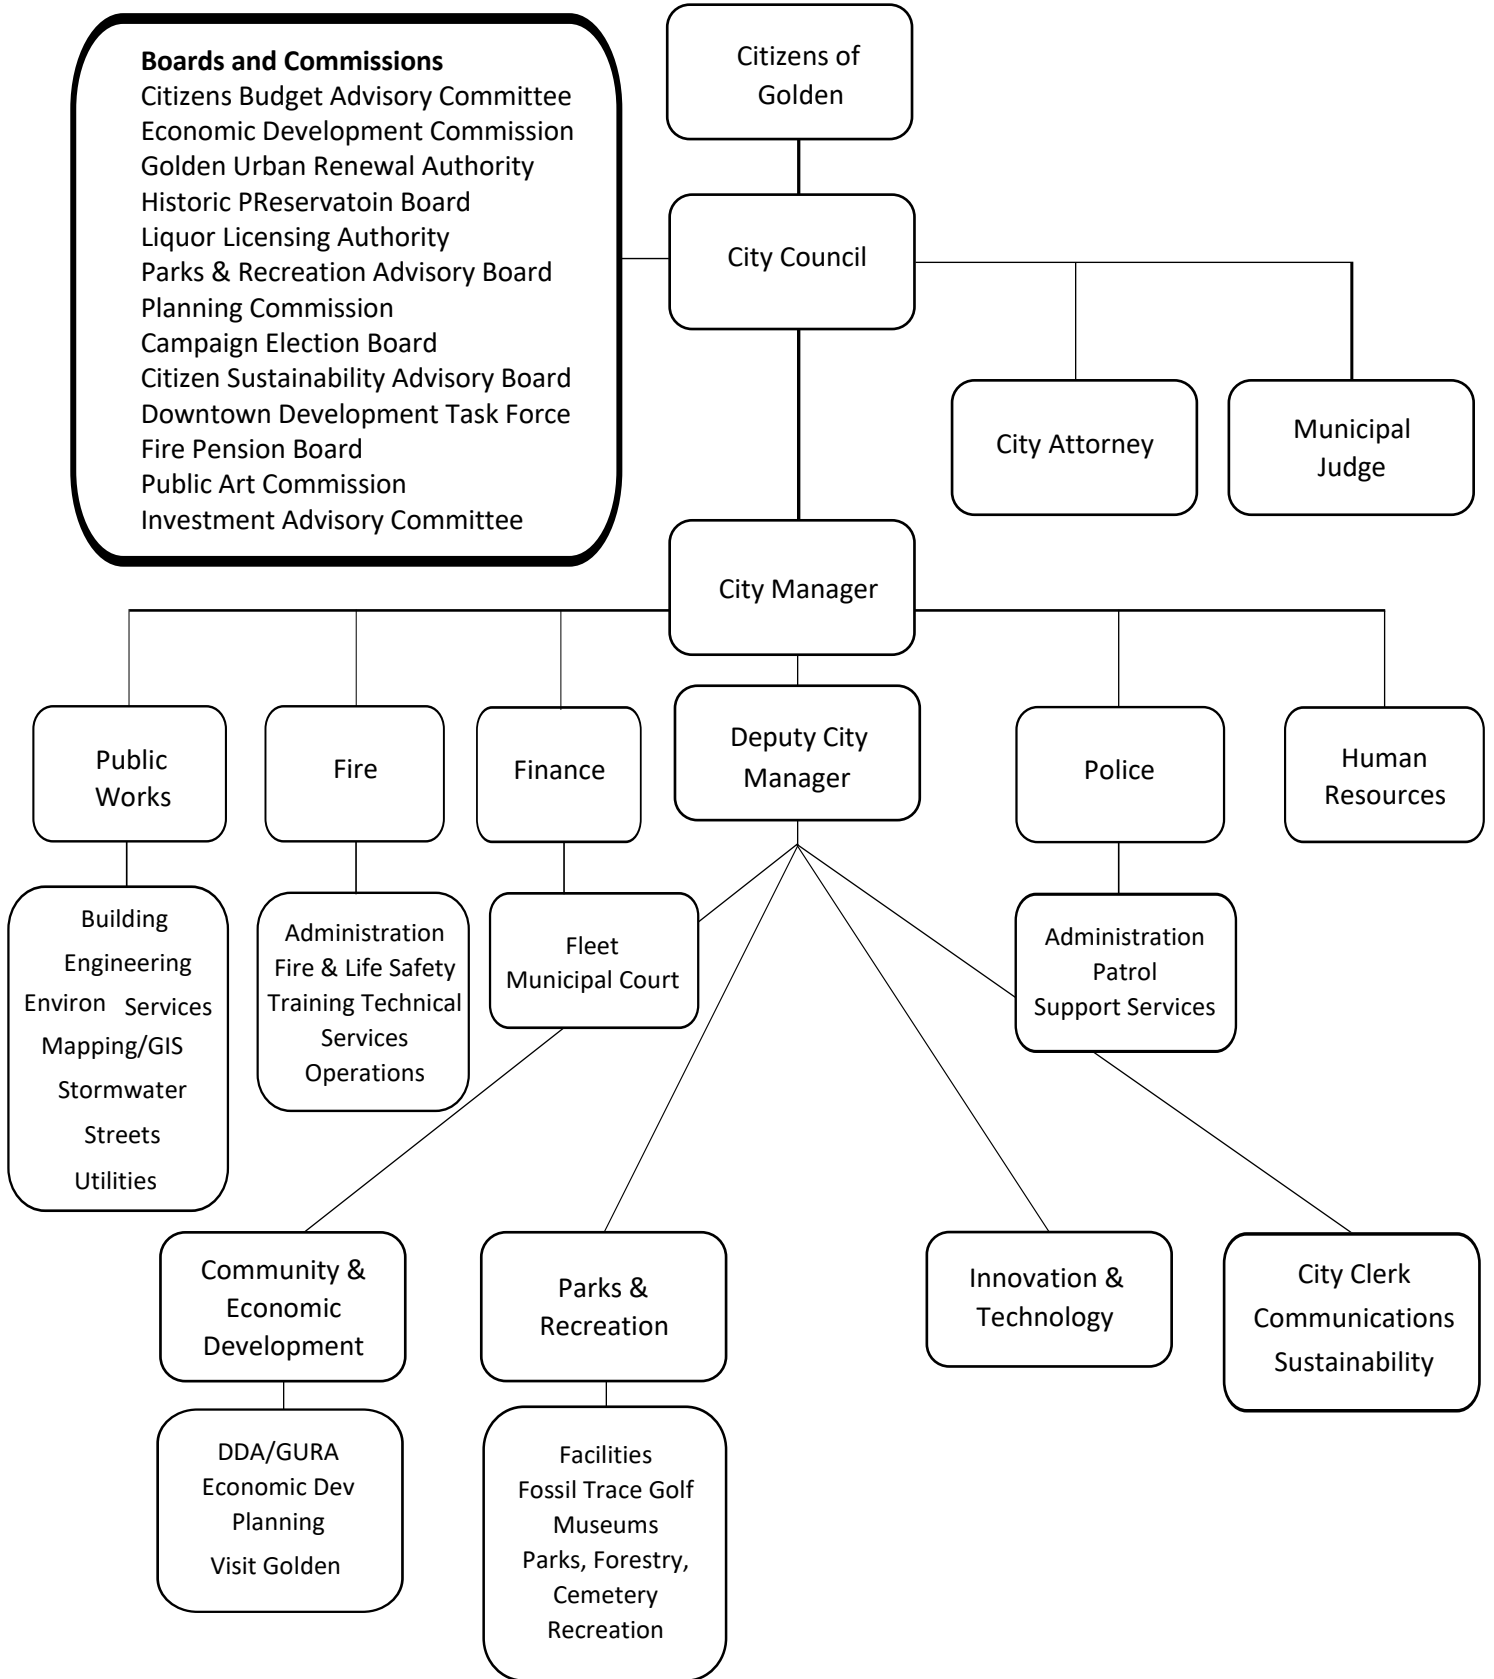 Boards and Commissions
Citizens Budget Advisory Committee
Economic Development Commission
Golden Urban Renewal Authority
Historic PReservatoin Board
Liquor Licensing Authority
Parks & Recreation Advisory Board
Planning Commission
Campaign Election Board
Citizen Sustainability Advisory Board
Downtown Development Task Force
Fire Pension Board
Public Art Commission
Investment Advisory Committee
Citizens of
Golden
City Council
City Attorney
Municipal
Judge
City Manager
Public
Works
Fire
Finance
Deputy City
Manager
Police
Human
Resources
Building
Engineering
Environ Services
Mapping/GIS
Stormwater
Streets
Utilities
Administration
Fire & Life Safety
Training Technical
Services
Operations
Fleet
Municipal Court
Administration
Patrol
Support Services
Community &
Economic
Development
Parks &
Recreation
Innovation &
Technology
City Clerk
Communications
Sustainability
DDA/GURA
Economic Dev
Planning
Visit Golden
Facilities
Fossil Trace Golf
Museums
Parks, Forestry,
Cemetery
Recreation